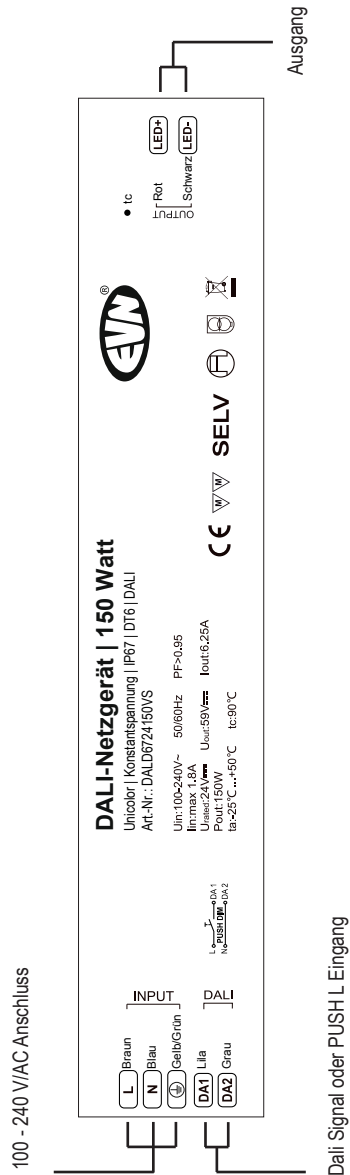 100 - 240 V/AC Anschluss
L Braun
N Blau
Gelb/Grün
INPUT
DA1 Lila
DA2 Grau
DALI
Dali Signal oder PUSH L Eingang
DALI-Netzgerät | 150 Watt
Unicolor | Konstantspannung | IP67 | DT6 | DALI
Art.-Nr.: DALD6724150VS
Uin:100-240V~ 50/60Hz PF>0.95
Iin:max 1.8A
Urated:24V Uout:59V Iout:6.25A
Pout:150W
ta:-25°C...+50°C tc:90°C
L DA 1
PUSH DIM
N DA 2
EVN®
CE M M SELV
tc
OUTPUT
Rot LED+
Schwarz LED-
Ausgang